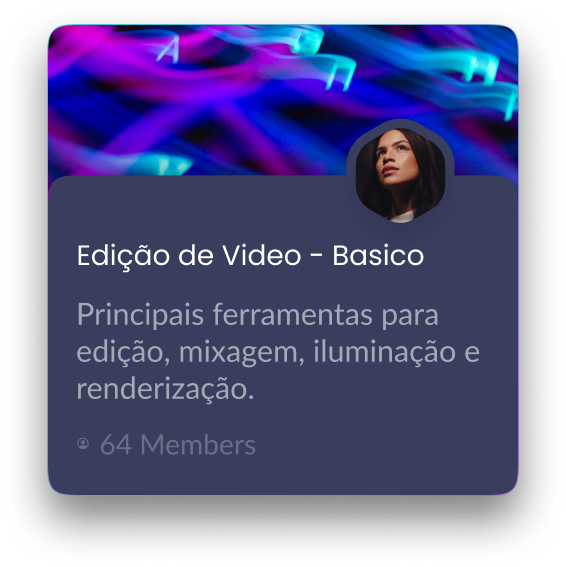 Edição de Video - Basico
Principais ferramentas para
edição, mixagem, iluminação e
renderização.
64 Members